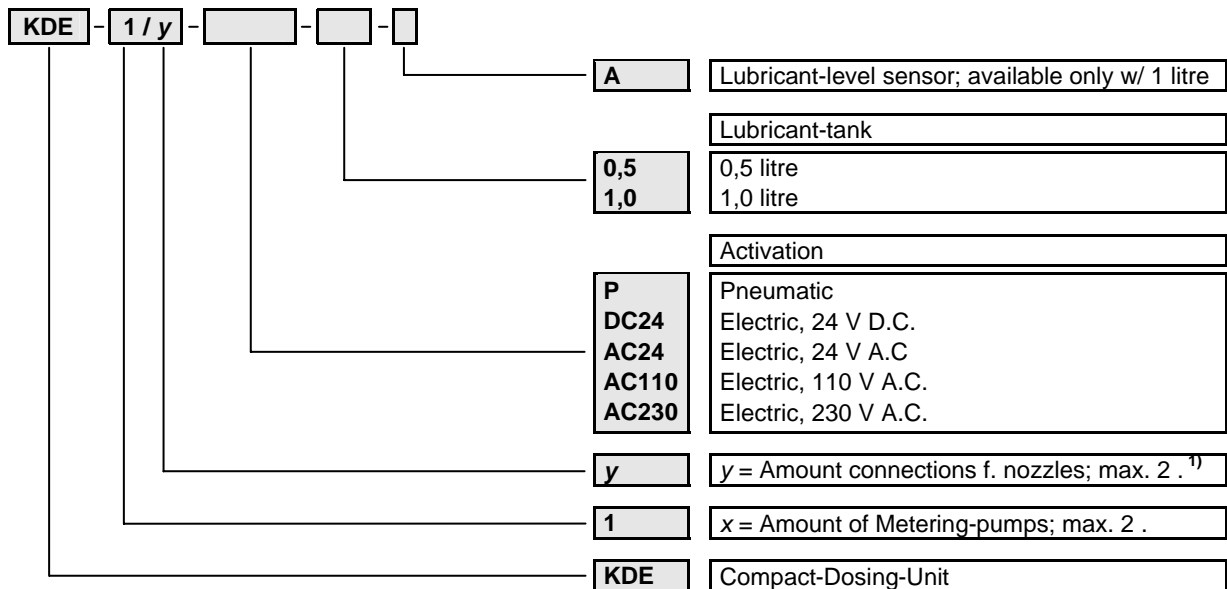 KDE - 1 / y - - -
A Lubricant-level sensor; available only w/ 1 litre
Lubricant-tank
0,5 0,5 litre
1,0 1,0 litre
Activation
P Pneumatic
DC24 Electric, 24 V D.C.
AC24 Electric, 24 V A.C
AC110 Electric, 110 V A.C.
AC230 Electric, 230 V A.C.
y y = Amount connections f. nozzles; max. 2 . 1)
1 x = Amount of Metering-pumps; max. 2 .
KDE Compact-Dosing-Unit